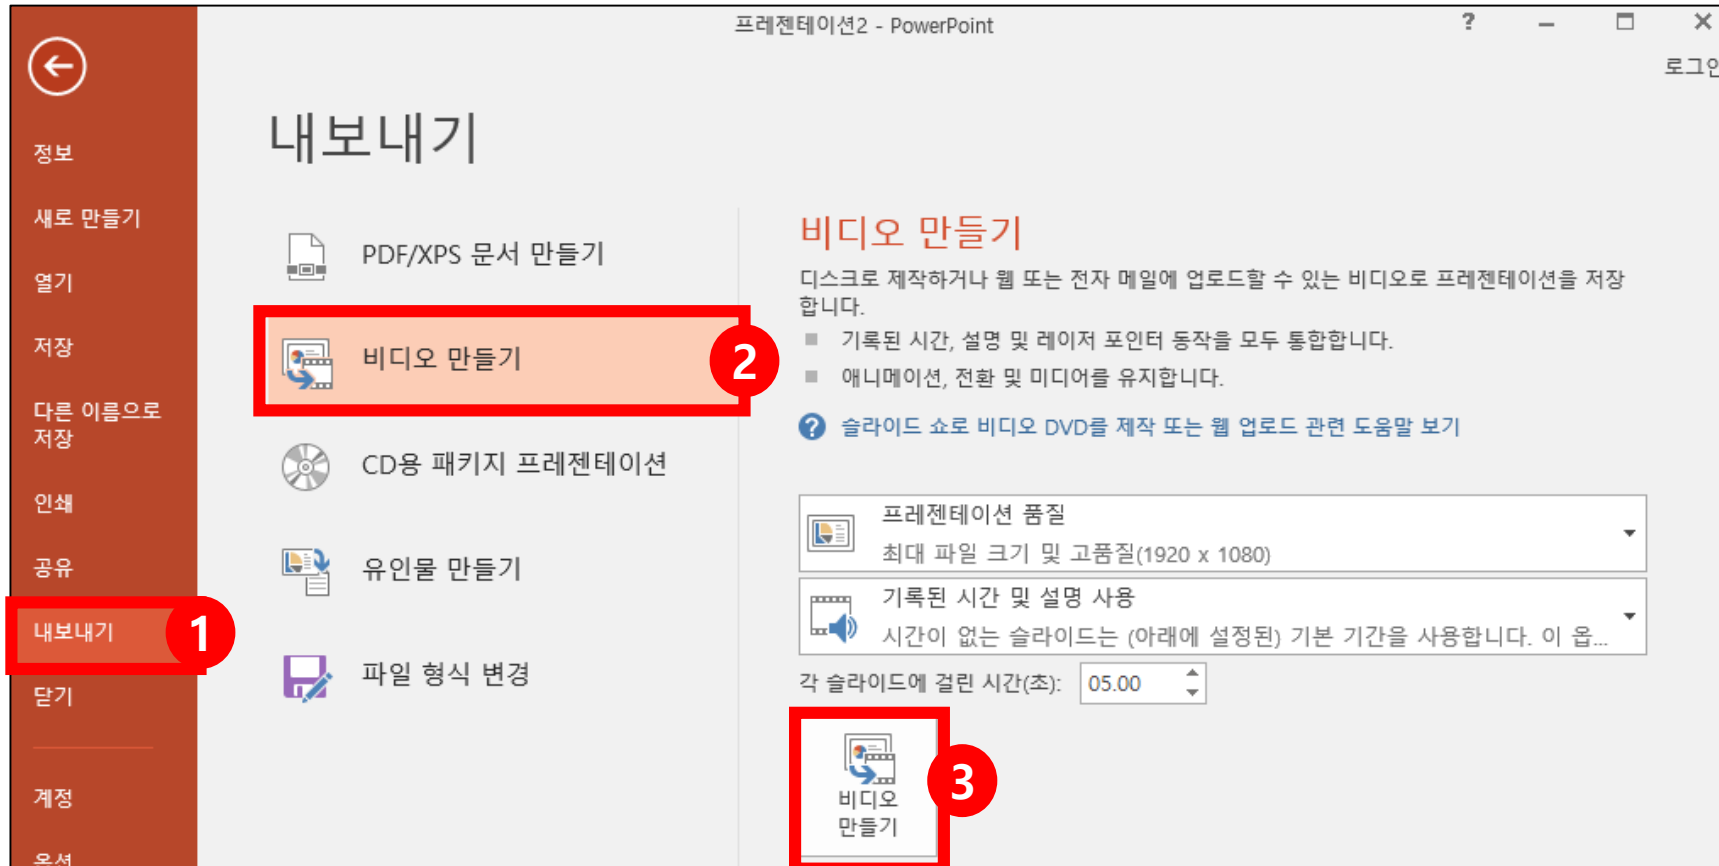 프레젠테이션2 - PowerPoint
?
로그인
정보
새로 만들기
열기
저장
다른 이름으로
저장
인쇄
공유
내보내기
1
닫기
계정
옵션
내보내기
PDF/XPS 문서 만들기
비디오 만들기
2
CD용 패키지 프레젠테이션
유인물 만들기
파일 형식 변경
비디오 만들기
디스크로 제작하거나 웹 또는 전자 메일에 업로드할 수 있는 비디오로 프레젠테이션을 저장
합니다.
기록된 시간, 설명 및 레이저 포인터 동작을 모두 통합합니다.
애니메이션, 전환 및 미디어를 유지합니다.
? 슬라이드 쇼로 비디오 DVD를 제작 또는 웹 업로드 관련 도움말 보기
프레젠테이션 품질
최대 파일 크기 및 고품질(1920 x 1080)
기록된 시간 및 설명 사용
시간이 없는 슬라이드는 (아래에 설정된) 기본 기간을 사용합니다. 이 옵...
각 슬라이드에 걸린 시간(초): 05.00
비디오
만들기
3